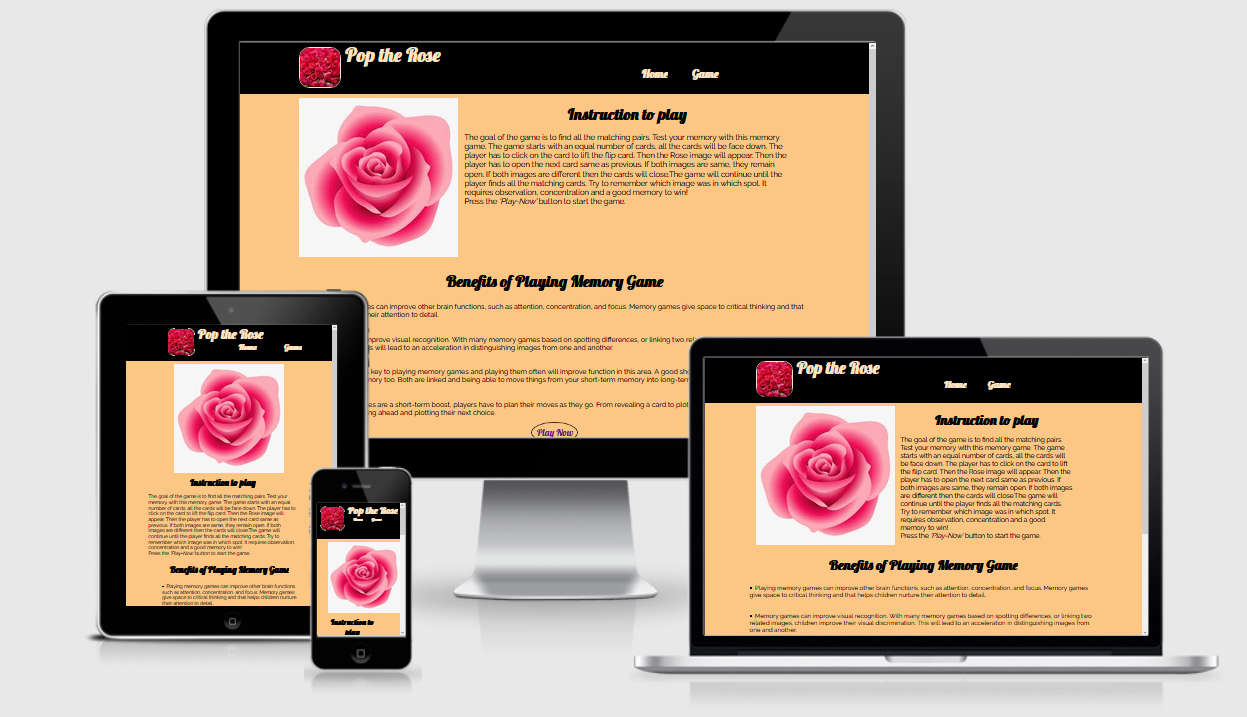 Pop the Rose
Home Game
Instruction to play
The goal of the game is to find all the matching pairs. Test your memory with this memory
game. The game starts with an equal number of cards, all the cards will be face down. The
player has to click on the card to lift the flip card. Then the Rose image will appear. Then the
player has to open the next card same as previous. If both images are same, they remain
open. If both images are different then the cards will close.The game will continue until the
player finds all the matching cards. Try to remember which image was in which spot. It
requires observation, concentration and a good memory to win!
Press the 'Play-Now' button to start the game.
Benefits of Playing Memory Game
can improve other brain functions, such as attention, concentration, and focus. Memory games give space to critical thinking and that
their attention to detail.
improve visual recognition. With many memory games based on spotting differences, or linking two
will lead to an acceleration in distinguishing images from one and another.
key to playing memory games and playing them often will improve function in this area. A good
too. Both are linked and being able to move things from your short-term memory into
are a short-term boost, players have to plan their moves as they go. From revealing a card to
ahead and plotting their next choice.
Play Now
Pop the Rose
Home Game
Instruction to play
The goal of the game is to find all the matching pairs. Test your
memory with this memory game. The game starts with an equal
number of cards, all the cards will be face down. The player has to
click on the card to lift the flip card. Then the Rose image will
appear. Then the player has to open the next card same as
previous. If both images are same, they remain open. If both
images are different then the cards will close.The game will
continue until the player finds all the matching cards. Try to
remember which image was in which spot. It requires observation,
concentration and a good memory to win!
Press the 'Play-Now' button to start the game.
Benefits of Playing Memory Game
• Playing memory games can improve other brain functions,
such as attention, concentration, and focus. Memory games
give space to critical thinking and that helps children nurture
their attention to detail.
Pop the Rose
Home Game
Instruction to
play
Pop the Rose
Home Game
Instruction to play
The goal of the game is to find all the matching pairs.
Test your memory with this memory game. The game
starts with an equal number of cards, all the cards will
be face down. The player has to click on the card to lift
the flip card. Then the Rose image will appear. Then the
player has to open the next card same as previous. If
both images are same, they remain open. If both images
are different then the cards will close.The game will
continue until the player finds all the matching cards.
Try to remember which image was in which spot. It
requires observation, concentration and a good
memory to win!
Press the 'Play-Now' button to start the game.
Benefits of Playing Memory Game
• Playing memory games can improve other brain functions, such as attention, concentration, and focus. Memory games
give space to critical thinking and that helps children nurture their attention to detail.
• Memory games can improve visual recognition. With many memory games based on spotting differences, or linking two
related images, children improve their visual discrimination. This will lead to an acceleration in distinguishing images from
one and another.